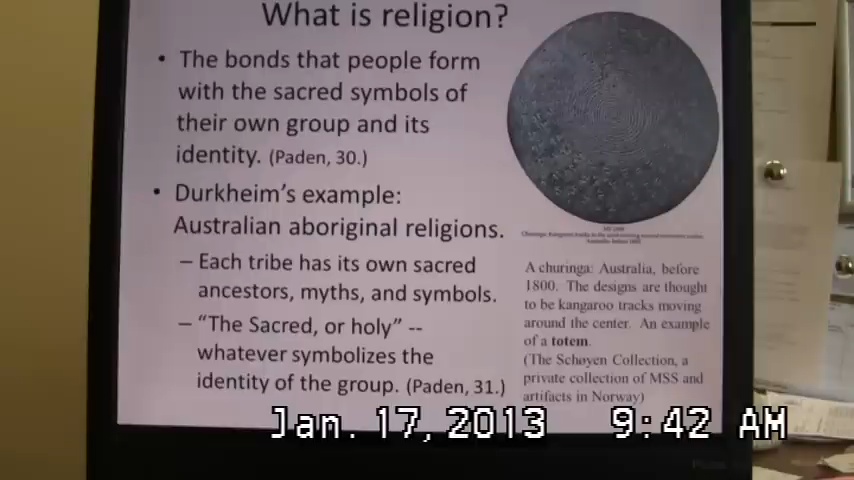 What is religion?
• The bonds that people form
with the sacred symbols of
their own group and its
identity. (Paden, 30.)
• Durkheim's example:
Australian aboriginal religions.
– Each tribe has its own sacred
ancestors, myths, and symbols.
– “The Sacred, or holy” --
whatever symbolizes the
identity of the group. (Paden, 31.)
A churinga: Australia, before
1800. The designs are thought
to be kangaroo tracks moving
around the center. An example
of a totem.
(The Schøyen Collection, a
private collection of MSS and
artifacts in Norway)
Jan. 17, 2013 9:42 AM